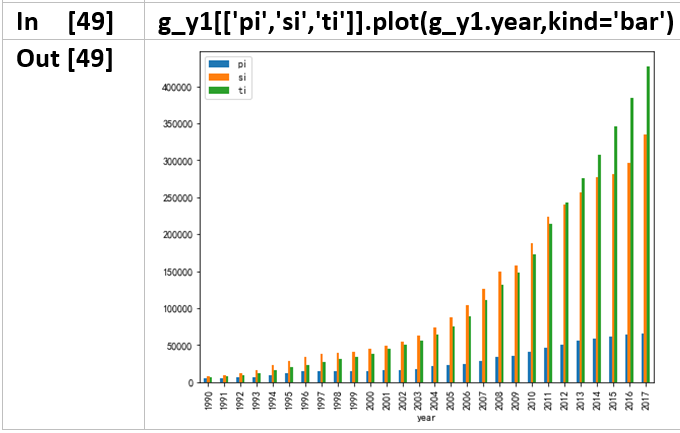 In [49]
g_y1[['pi','si','ti']].plot(g_y1.year,kind='bar')
Out [49]
pi
si
ti
400000
350000
300000
250000
200000
150000
100000
50000
0
1990 1991 1992 1993 1994 1995 1996 1997 1998 1999 2000 2001 2002 2003 2004 2005 2006 2007 2008 2009 2010 2011 2012 2013 2014 2015 2016 2017
year